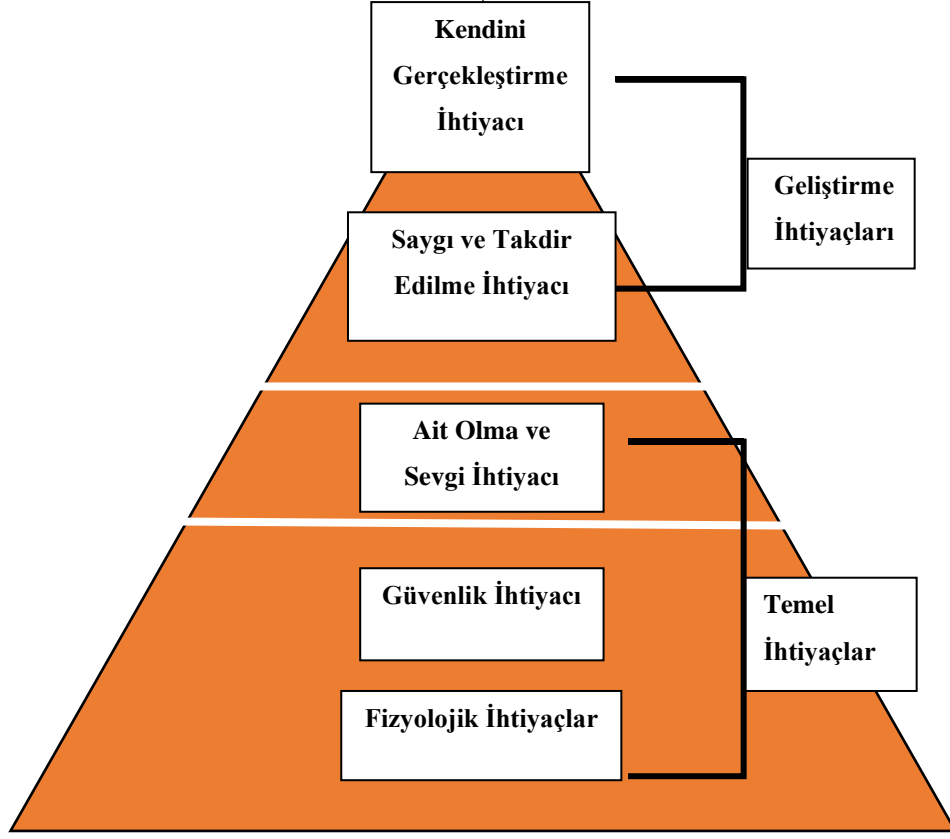 Kendini
Gerçekleştirme
İhtiyacı
Geliştirme
İhtiyaçları
Saygı ve Takdir
Edilme İhtiyacı
Ait Olma ve
Sevgi İhtiyacı
Güvenlik İhtiyacı
Temel
İhtiyaçlar
Fizyolojik İhtiyaçlar